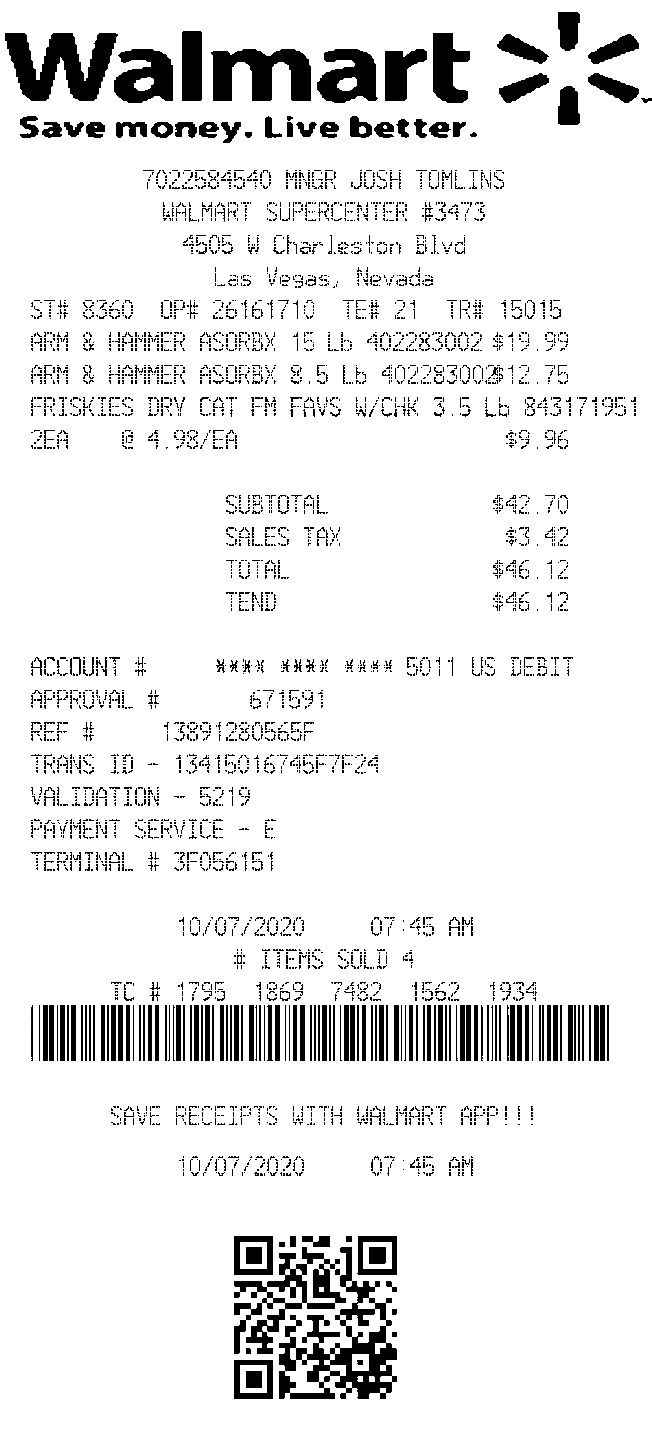 Walmart
Save money. Live better.
7022584540 MNGR JOSH TOMLINS
WALMART SUPERCENTER #3473
4505 W Charleston Blvd
Las Vegas, Nevada
ST# 8360 OP# 26161710 TE# 21 TR# 15015
ARM & HAMMER ASORBX 15 Lb 402283002 $19.99
ARM & HAMMER ASORBX 8.5 Lb 402283002 $12.75
FRISKIES DRY CAT FM FAVS W/CHK 3.5 Lb 843171951
2EA @ 4.98/EA $9.96
SUBTOTAL $42.70
SALES TAX $3.42
TOTAL $46.12
TEND $46.12
ACCOUNT # **** **** **** 5011 US DEBIT
APPROVAL # 671591
REF # 13891280565F
TRANS ID - 13415016745F7F24
VALIDATION - 5219
PAYMENT SERVICE - E
TERMINAL # 3F056151
10/07/2020 07:45 AM
# ITEMS SOLD 4
TC # 1795 1869 7482 1562 1934
SAVE RECEIPTS WITH WALMART APP!!!
10/07/2020 07:45 AM